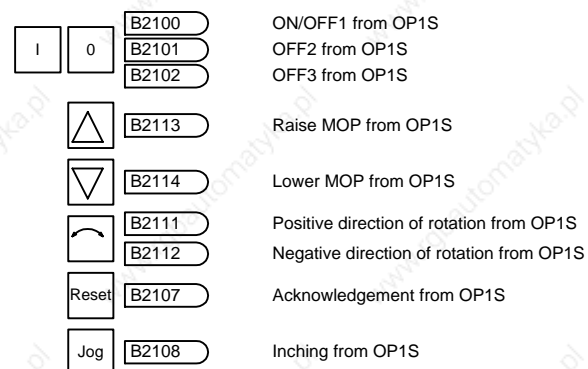 B2100 ON/OFF1 from OP1S
I 0 B2101 OFF2 from OP1S
B2102 OFF3 from OP1S
B2113 Raise MOP from OP1S
B2114 Lower MOP from OP1S
B2111 Positive direction of rotation from OP1S
B2112 Negative direction of rotation from OP1S
Reset B2107 Acknowledgement from OP1S
Jog B2108 Inching from OP1S